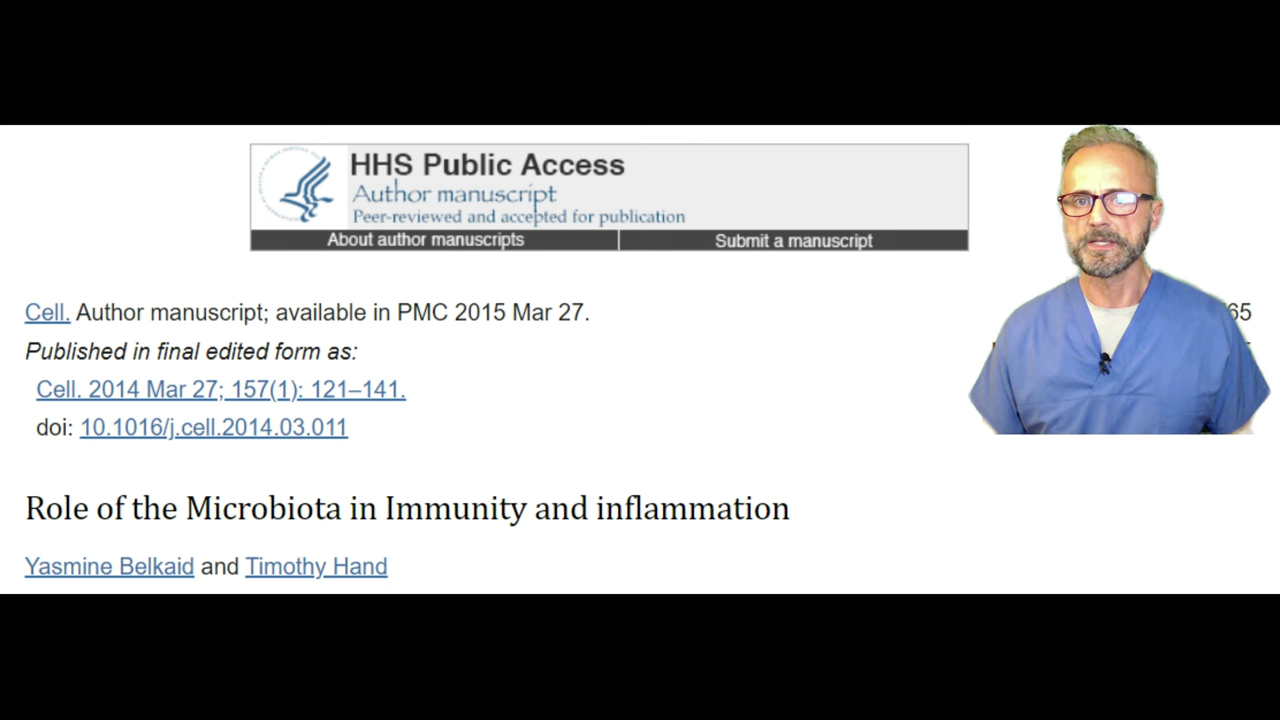 HHS Public Access
Author manuscript
Peer-reviewed and accepted for publication
About author manuscripts
Submit a manuscript
Cell. Author manuscript; available in PMC 2015 Mar 27.
65
Published in final edited form as:
Cell. 2014 Mar 27; 157(1): 121–141.
doi: 10.1016/j.cell.2014.03.011
Role of the Microbiota in Immunity and inflammation
Yasmine Belkaid and Timothy Hand